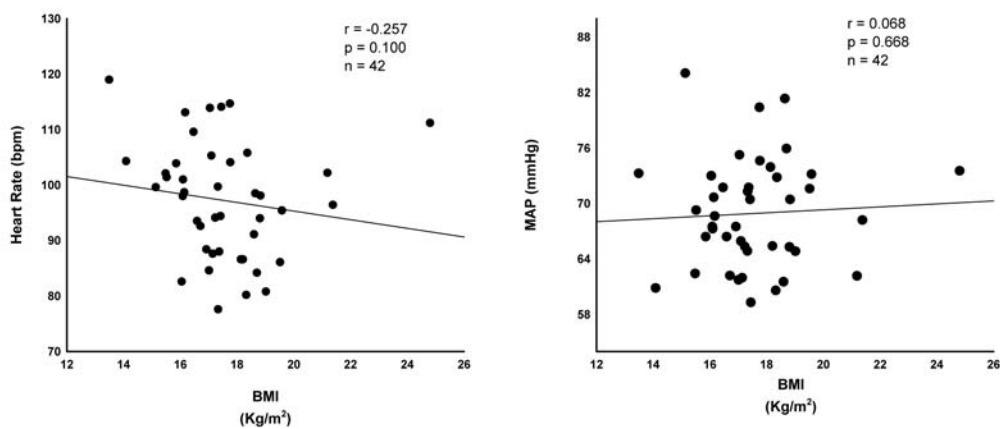 130
120
110
100
90
80
70
12 14 16 18 20 22 24 26
Heart Rate (bpm)
BMI
(Kg/m²)
r = -0.257
p = 0.100
n = 42
88
82
76
70
64
58
12 14 16 18 20 22 24 26
MAP (mmHg)
BMI
(Kg/m²)
r = 0.068
p = 0.668
n = 42